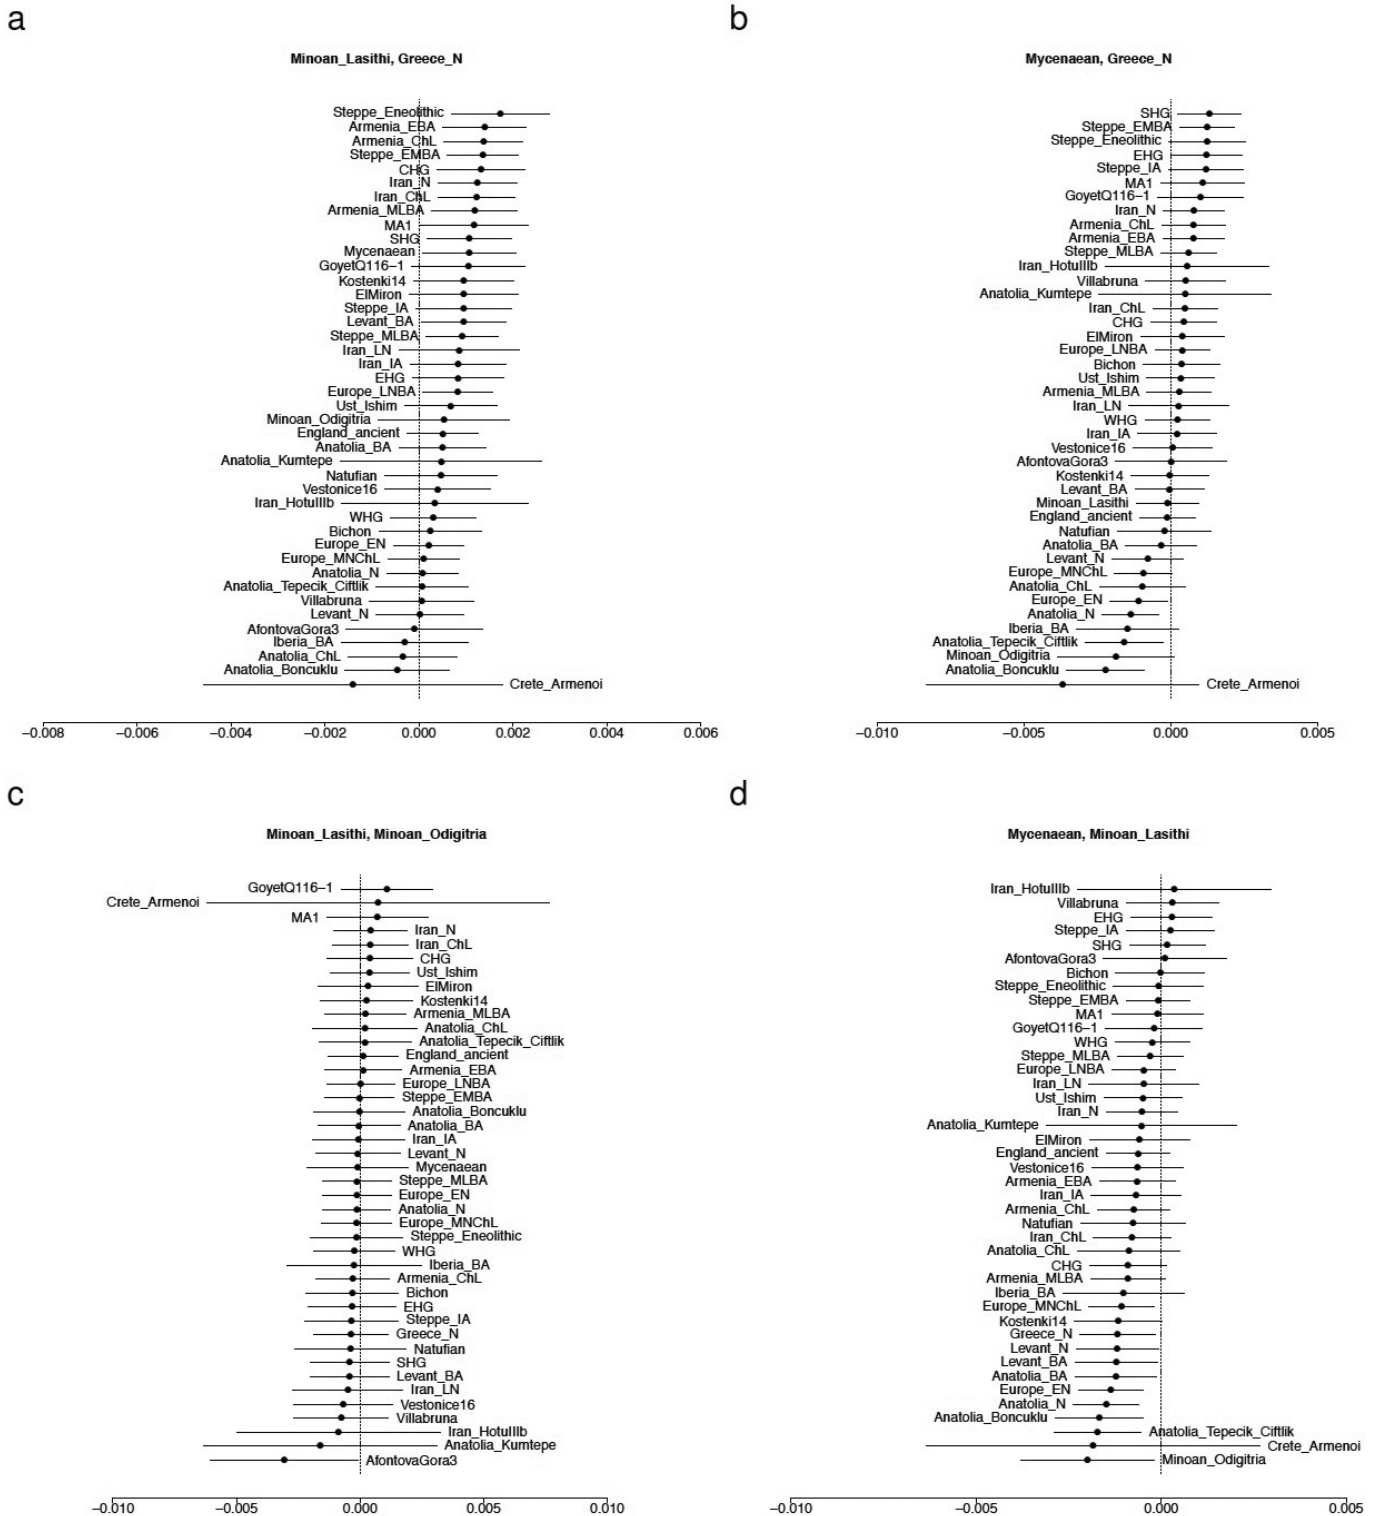 a
Minoan_Lasithi, Greece_N
Steppe_Eneolithic
Armenia_EBA
Armenia_ChL
Steppe_EMBA
CHG
Iran_N
Iran_ChL
Armenia_MLBA
MA1
SHG
Mycenaean
GoyetQ116−1
Kostenki14
ElMiron
Steppe_IA
Levant_BA
Steppe_MLBA
Iran_LN
Iran_IA
EHG
Europe_LNBA
Ust_Ishim
Minoan_Odigitria
England_ancient
Anatolia_BA
Anatolia_Kumtepe
Natufian
Vestonice16
Iran_HotuIIIb
WHG
Bichon
Europe_EN
Europe_MNChL
Anatolia_N
Anatolia_Tepecik_Ciftlik
Villabruna
Levant_N
AfontovaGora3
Iberia_BA
Anatolia_ChL
Anatolia_Boncuklu
Crete_Armenoi
−0.008 −0.006 −0.004 −0.002 0.000 0.002 0.004 0.006
b
Mycenaean, Greece_N
SHG
Steppe_EMBA
Steppe_Eneolithic
EHG
Steppe_IA
MA1
GoyetQ116−1
Iran_N
Armenia_ChL
Armenia_EBA
Steppe_MLBA
Iran_HotuIIIb
Villabruna
Anatolia_Kumtepe
Iran_ChL
CHG
ElMiron
Europe_LNBA
Bichon
Ust_Ishim
Armenia_MLBA
Iran_LN
WHG
Iran_IA
Vestonice16
AfontovaGora3
Kostenki14
Levant_BA
Minoan_Lasithi
England_ancient
Natufian
Anatolia_BA
Levant_N
Europe_MNChL
Anatolia_ChL
Europe_EN
Anatolia_N
Iberia_BA
Anatolia_Tepecik_Ciftlik
Minoan_Odigitria
Anatolia_Boncuklu
Crete_Armenoi
−0.010 −0.005 0.000 0.005
c
Minoan_Lasithi, Minoan_Odigitria
GoyetQ116−1
Crete_Armenoi
MA1
Iran_N
Iran_ChL
CHG
Ust_Ishim
ElMiron
Kostenki14
Armenia_MLBA
Anatolia_ChL
Anatolia_Tepecik_Ciftlik
England_ancient
Armenia_EBA
Europe_LNBA
Steppe_EMBA
Anatolia_Boncuklu
Anatolia_BA
Iran_IA
Levant_N
Mycenaean
Steppe_MLBA
Europe_EN
Anatolia_N
Europe_MNChL
Steppe_Eneolithic
WHG
Iberia_BA
Armenia_ChL
Bichon
EHG
Steppe_IA
Greece_N
Natufian
SHG
Levant_BA
Iran_LN
Vestonice16
Villabruna
Iran_HotuIIIb
Anatolia_Kumtepe
AfontovaGora3
−0.010 −0.005 0.000 0.005 0.010
d
Mycenaean, Minoan_Lasithi
Iran_HotuIIIb
Villabruna
EHG
Steppe_IA
SHG
AfontovaGora3
Bichon
Steppe_Eneolithic
Steppe_EMBA
MA1
GoyetQ116−1
WHG
Steppe_MLBA
Europe_LNBA
Iran_LN
Ust_Ishim
Iran_N
Anatolia_Kumtepe
ElMiron
England_ancient
Vestonice16
Armenia_EBA
Iran_IA
Armenia_ChL
Natufian
Iran_ChL
Anatolia_ChL
CHG
Armenia_MLBA
Iberia_BA
Europe_MNChL
Kostenki14
Greece_N
Levant_N
Levant_BA
Anatolia_BA
Europe_EN
Anatolia_N
Anatolia_Boncuklu
Anatolia_Tepecik_Ciftlik
Crete_Armenoi
Minoan_Odigitria
−0.010 −0.005 0.000 0.005